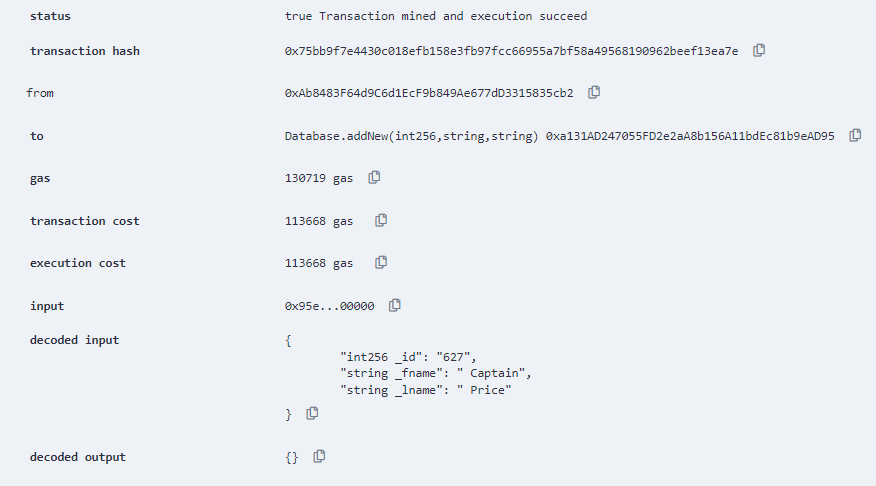 status true Transaction mined and execution succeed
transaction hash 0x75bb9f7e4430c018efb158e3fb97fcc66955a7bf58a49568190962beef13ea7e
from 0xAb8483F64d9C6d1EcF9b849Ae677dD3315835cb2
to Database.addNew(int256,string,string) 0xa131AD247055FD2e2aA8b156A11bdEc81b9eAD95
gas 130719 gas
transaction cost 113668 gas
execution cost 113668 gas
input 0x95e...00000
decoded input {
"int256 _id": "627",
"string _fname": " Captain",
"string _lname": " Price"
}
decoded output {}